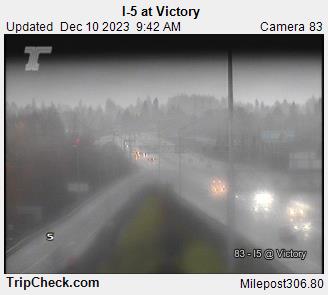 I-5 at Victory
Updated Dec 10 2023 9:42 AM Camera 83
T
S
83 - I5 @ Victory
TripCheck.com Milepost306.80